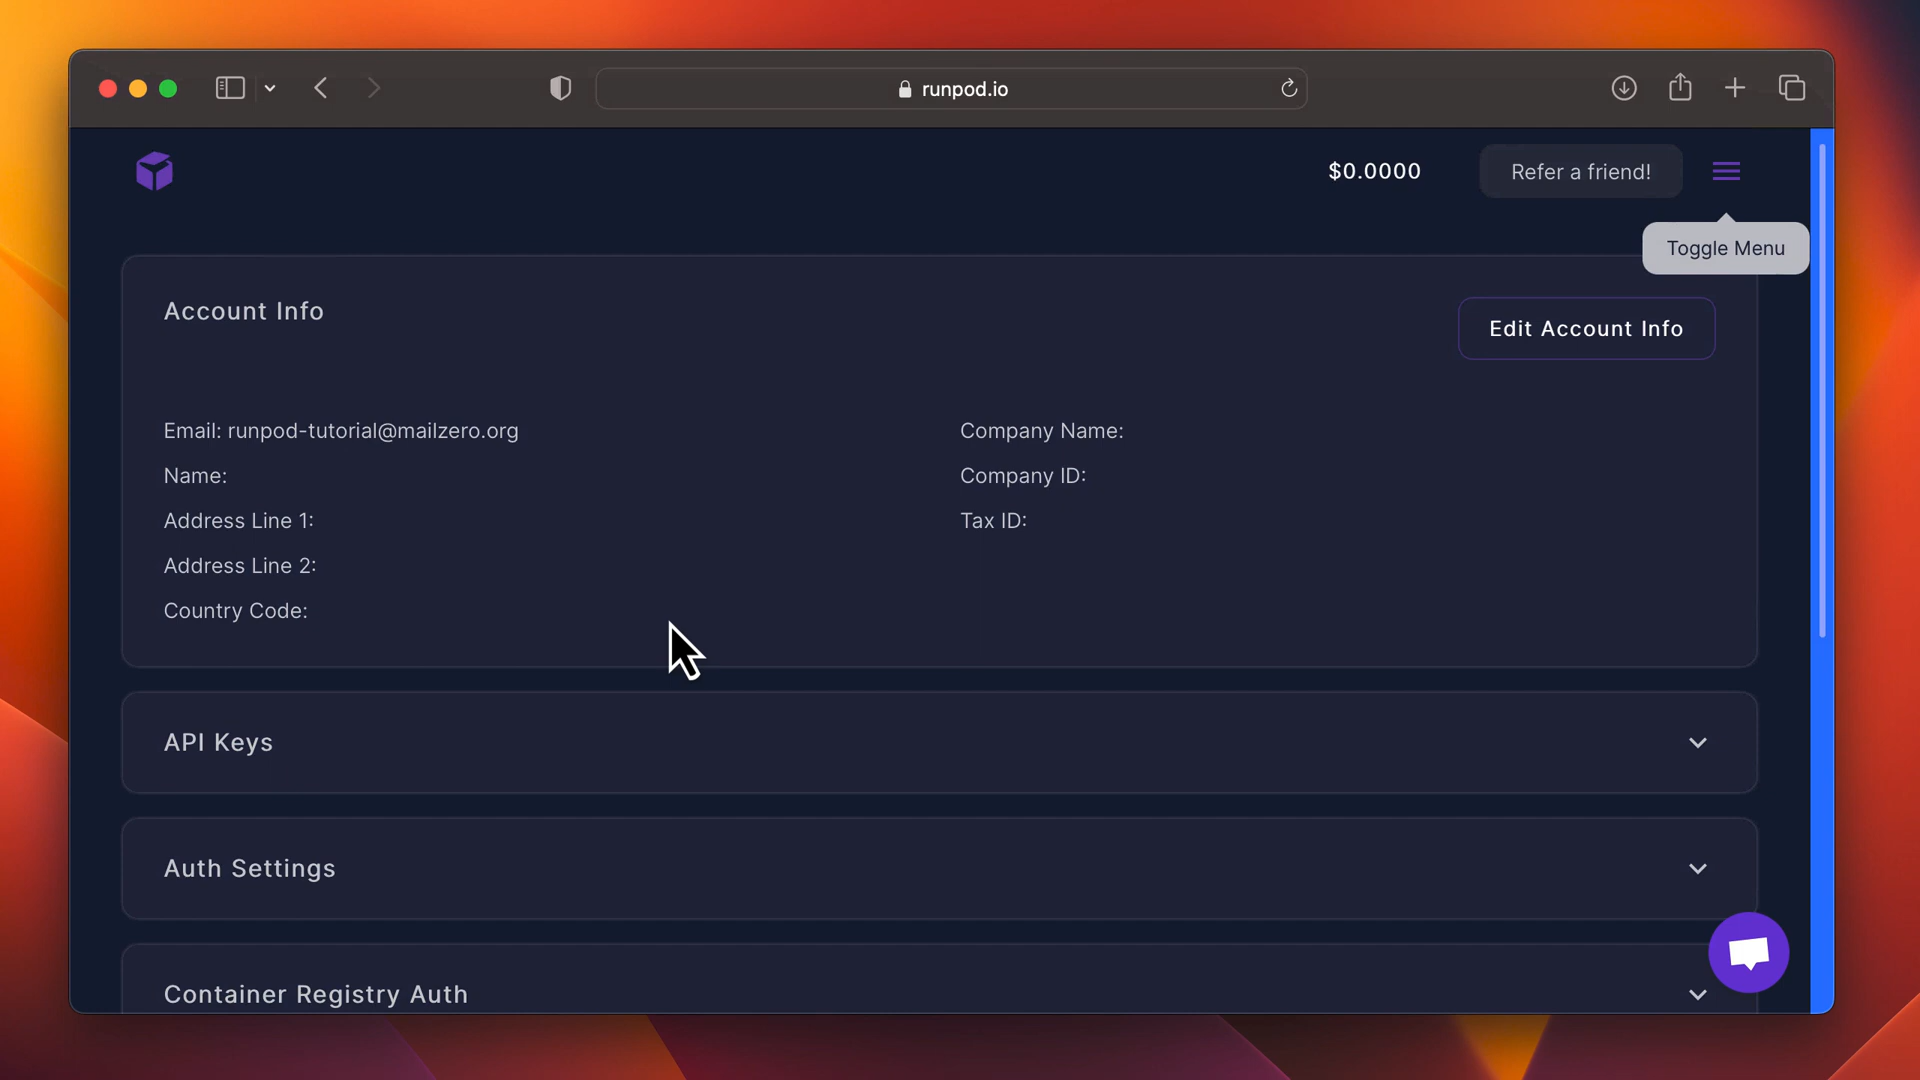 runpod.io
$0.0000
Refer a friend!
Toggle Menu
Account Info
Edit Account Info
Email: runpod-tutorial@mailzero.org
Company Name:
Name:
Company ID:
Address Line 1:
Tax ID:
Address Line 2:
Country Code:
API Keys
Auth Settings
Container Registry Auth